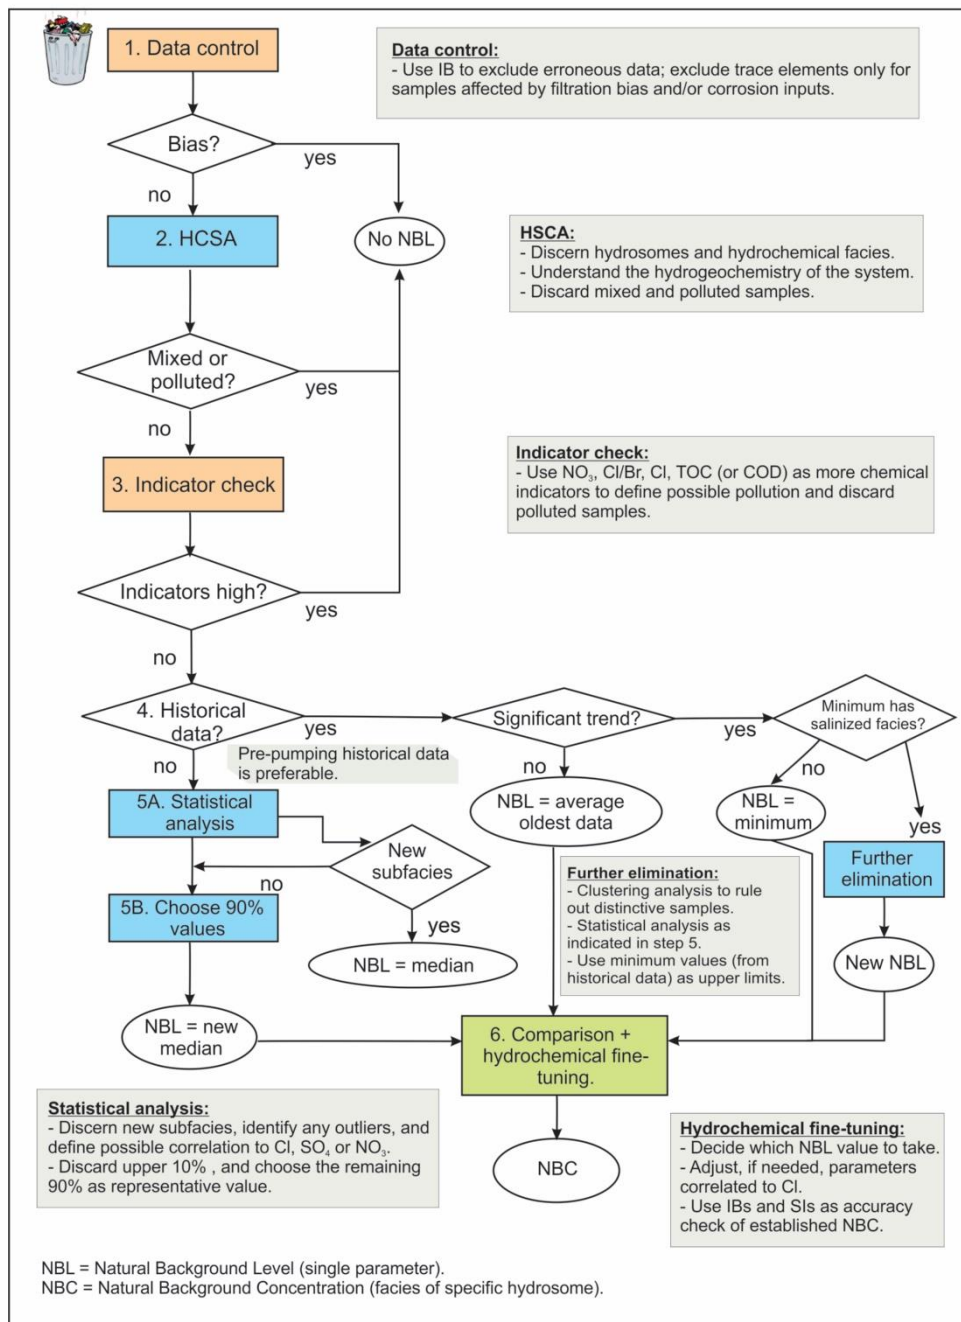 1. Data control
Data control:
- Use IB to exclude erroneous data; exclude trace elements only for
samples affected by filtration bias and/or corrosion inputs.
Bias?
yes
no
2. HCSA
No NBL
HSCA:
- Discern hydrosomes and hydrochemical facies.
- Understand the hydrogeochemistry of the system.
- Discard mixed and polluted samples.
Mixed or
polluted?
yes
no
3. Indicator check
Indicator check:
- Use NO₃, Cl/Br, Cl, TOC (or COD) as more chemical
indicators to define possible pollution and discard
polluted samples.
Indicators high?
yes
no
4. Historical
data?
yes
Significant trend?
yes
Minimum has
salinized facies?
no
Pre-pumping historical data
is preferable.
no
no
yes
5A. Statistical
analysis
NBL = average
oldest data
NBL =
minimum
New
subfacies
no
yes
Further
elimination
5B. Choose 90%
values
NBL = median
Further elimination:
- Clustering analysis to rule
out distinctive samples.
- Statistical analysis as
indicated in step 5.
- Use minimum values (from
historical data) as upper limits.
New NBL
NBL = new
median
6. Comparison +
hydrochemical fine-
tuning.
Statistical analysis:
- Discern new subfacies, identify any outliers, and
define possible correlation to Cl, SO₄ or NO₃.
- Discard upper 10% , and choose the remaining
90% as representative value.
NBC
Hydrochemical fine-tuning:
- Decide which NBL value to take.
- Adjust, if needed, parameters
correlated to Cl.
- Use IBs and SIs as accuracy
check of established NBC.
NBL = Natural Background Level (single parameter).
NBC = Natural Background Concentration (facies of specific hydrosome).